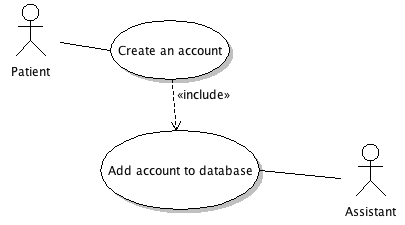 Create an account
Patient
«include»
Add account to database
Assistant